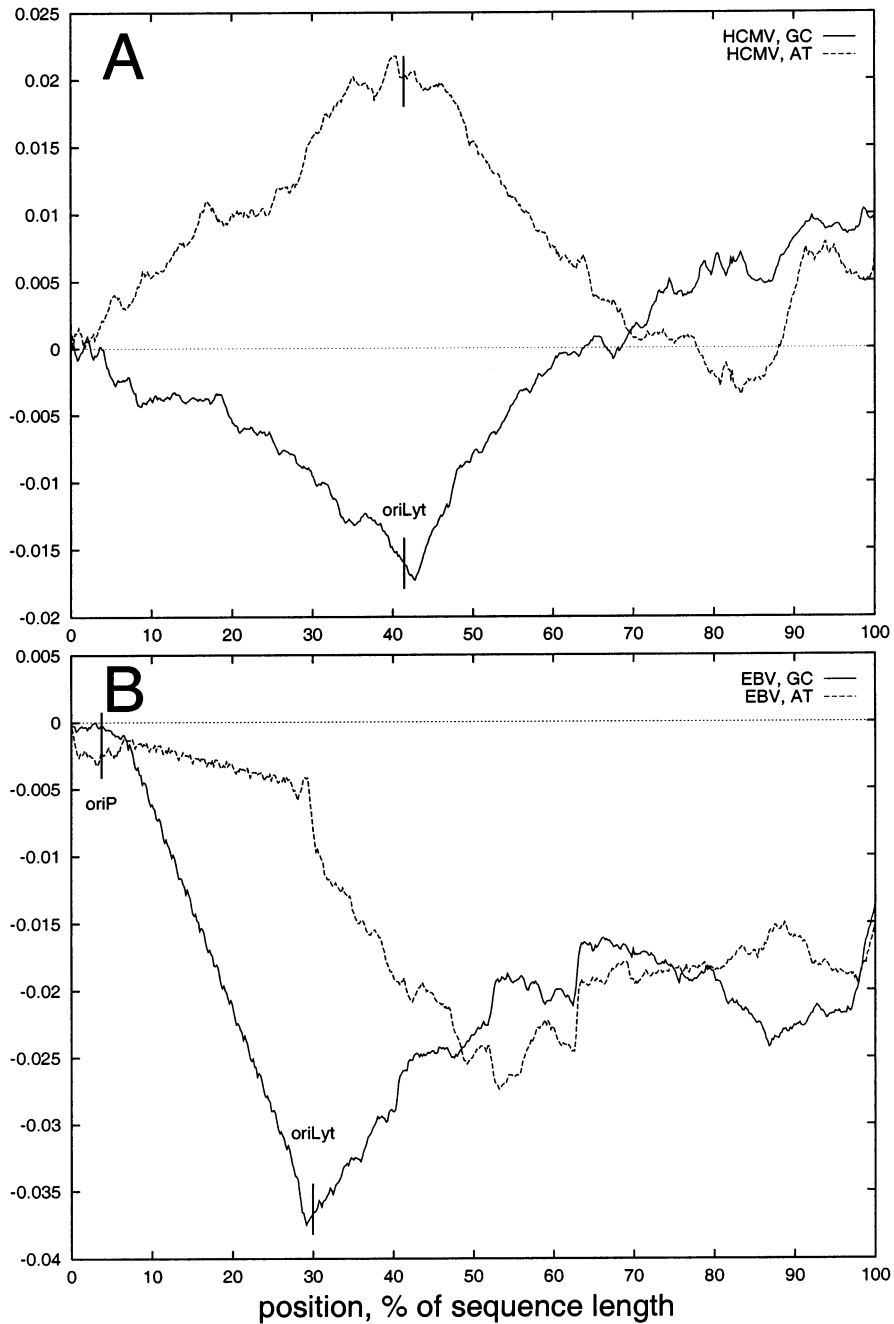 0.025
A
HCMV, GC
HCMV, AT
0.02
0.015
0.01
0.005
0
-0.005
-0.01
oriLyt
-0.015
-0.02
0 10 20 30 40 50 60 70 80 90 100
0.005
B
EBV, GC
EBV, AT
0
-0.005
oriP
-0.01
-0.015
-0.02
-0.025
-0.03
oriLyt
-0.035
-0.04
0 10 20 30 40 50 60 70 80 90 100
position, % of sequence length